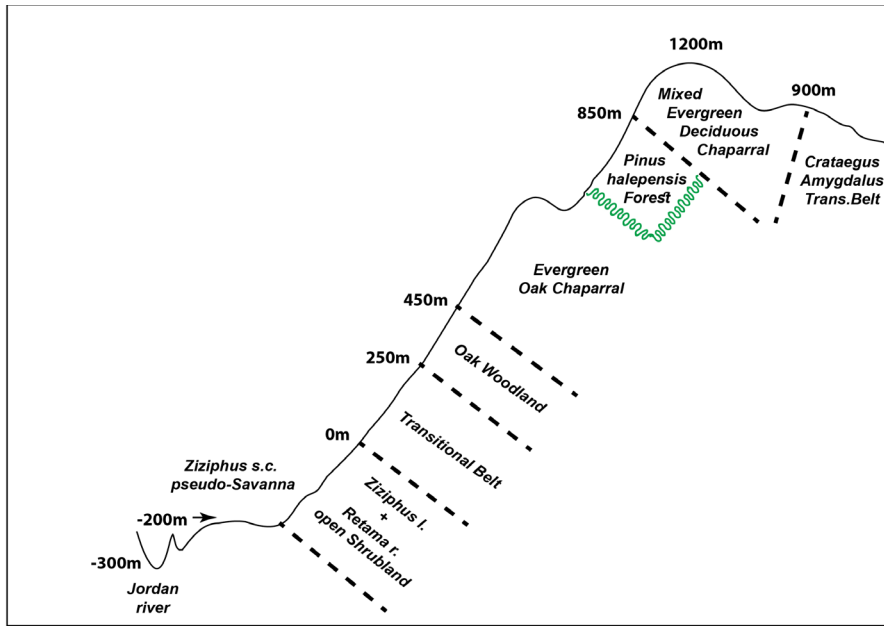 1200m
900m
850m
Mixed
Evergreen
Deciduous
Chaparral
Pinus
halepensis
Forest
Crataegus
Amygdalus
Trans.Belt
Evergreen
Oak Chaparral
450m
Oak Woodland
250m
Transitional Belt
0m
Ziziphus s.c.
pseudo-Savanna
Ziziphus l.
+
Retama r.
open Shrubland
-200m
-300m
Jordan
river